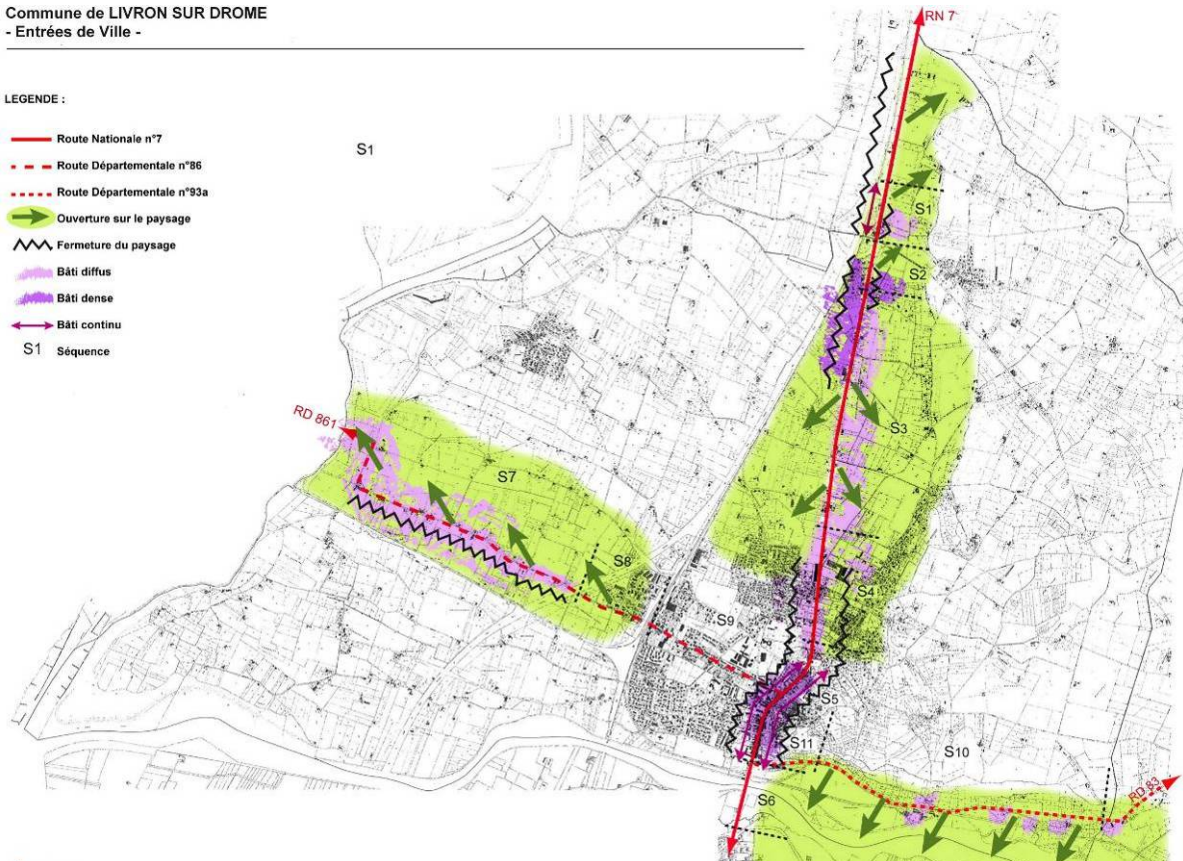 Commune de LIVRON SUR DROME
- Entrées de Ville -
LEGENDE :
Route Nationale n°7
Route Départementale n°86
Route Départementale n°93a
Ouverture sur le paysage
Fermeture du paysage
Bâti diffus
Bâti dense
Bâti continu
S1 Séquence
S1
RN 7
S1
S2
S3
RD 861
S7
S8
S4
S9
S5
S11
S10
S6
RD 83